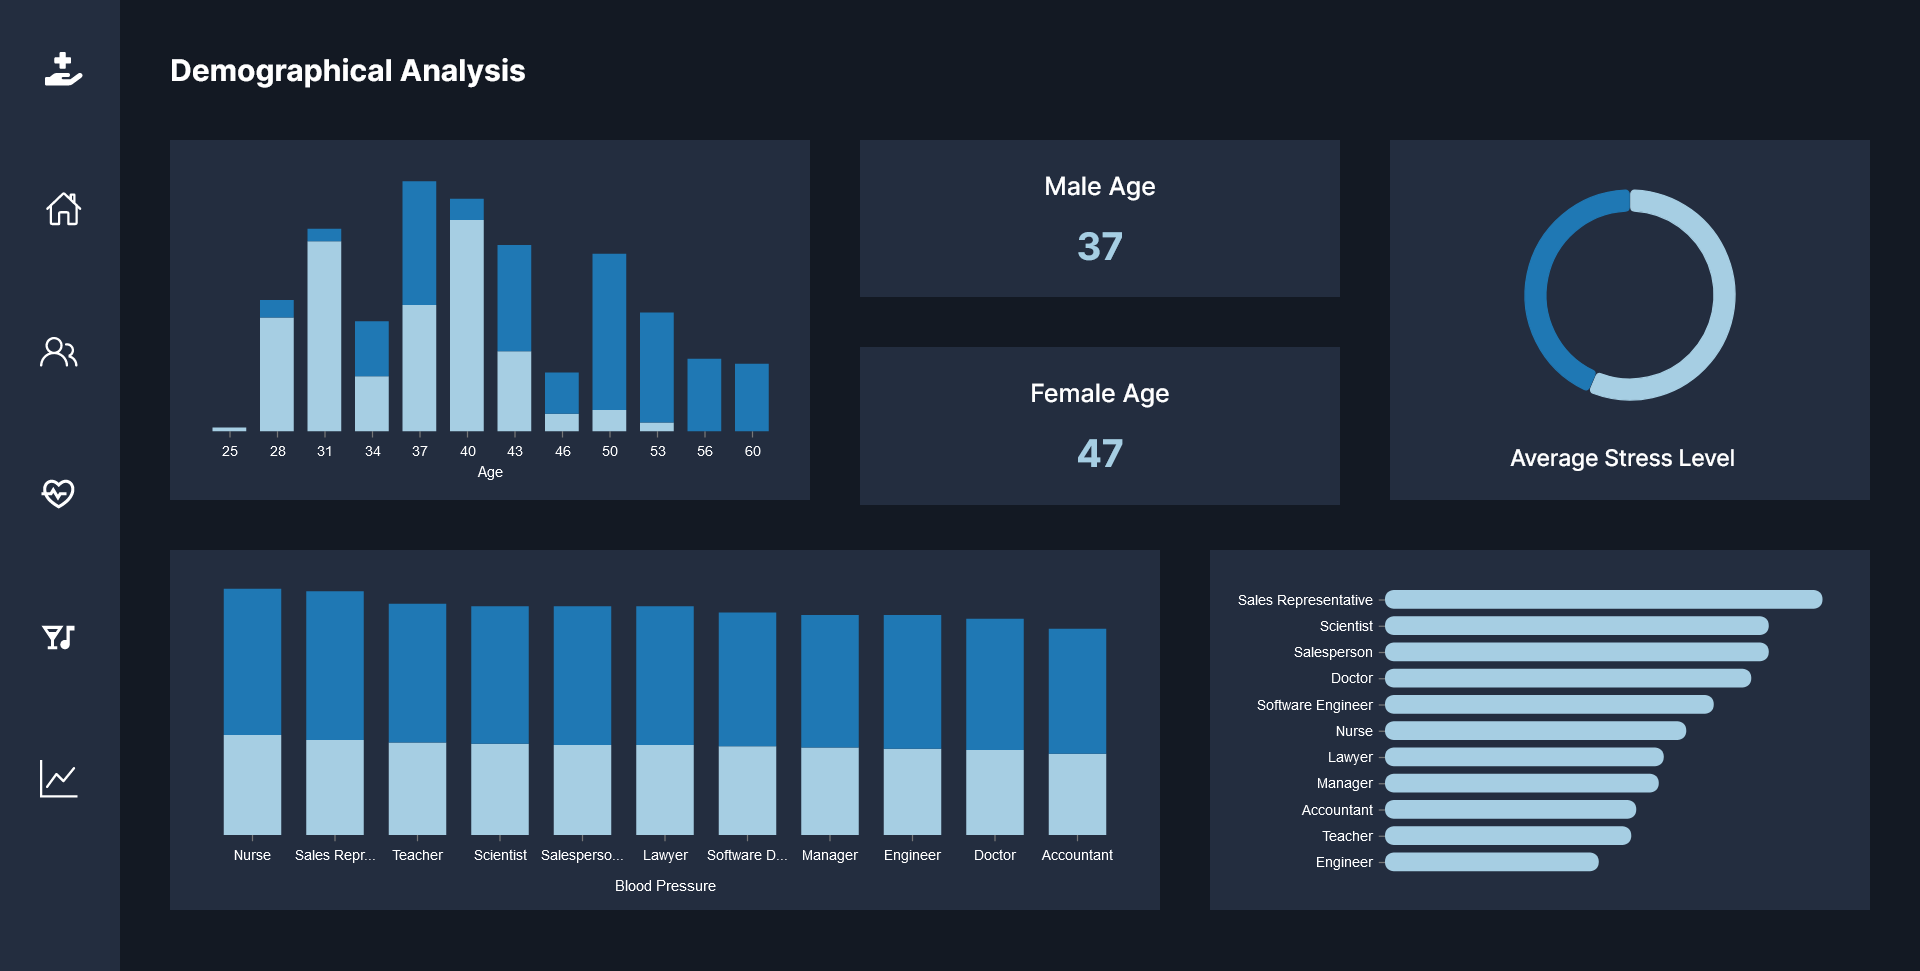 Demographical Analysis
25 28 31 34 37 40 43 46 50 53 56 60
Age
Male Age
37
Female Age
47
Average Stress Level
Nurse Sales Repr... Teacher Scientist Salesperso... Lawyer Software D... Manager Engineer Doctor Accountant
Blood Pressure
Sales Representative
Scientist
Salesperson
Doctor
Software Engineer
Nurse
Lawyer
Manager
Accountant
Teacher
Engineer